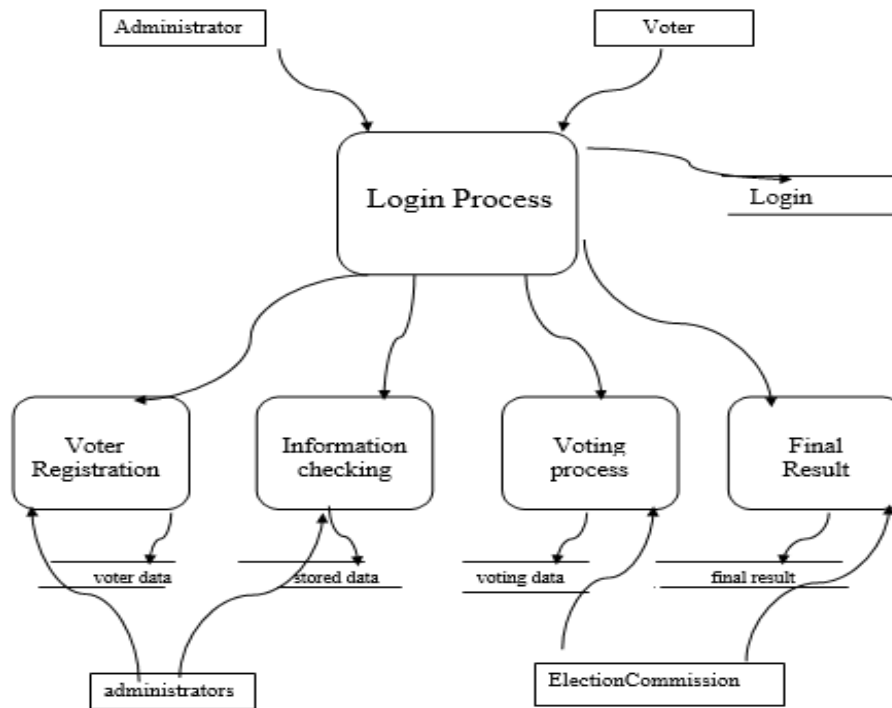 Administrator
Voter
Login Process
Login
Voter
Registration
Information
checking
Voting
process
Final
Result
voter data
stored data
voting data
final result
administrators
ElectionCommission